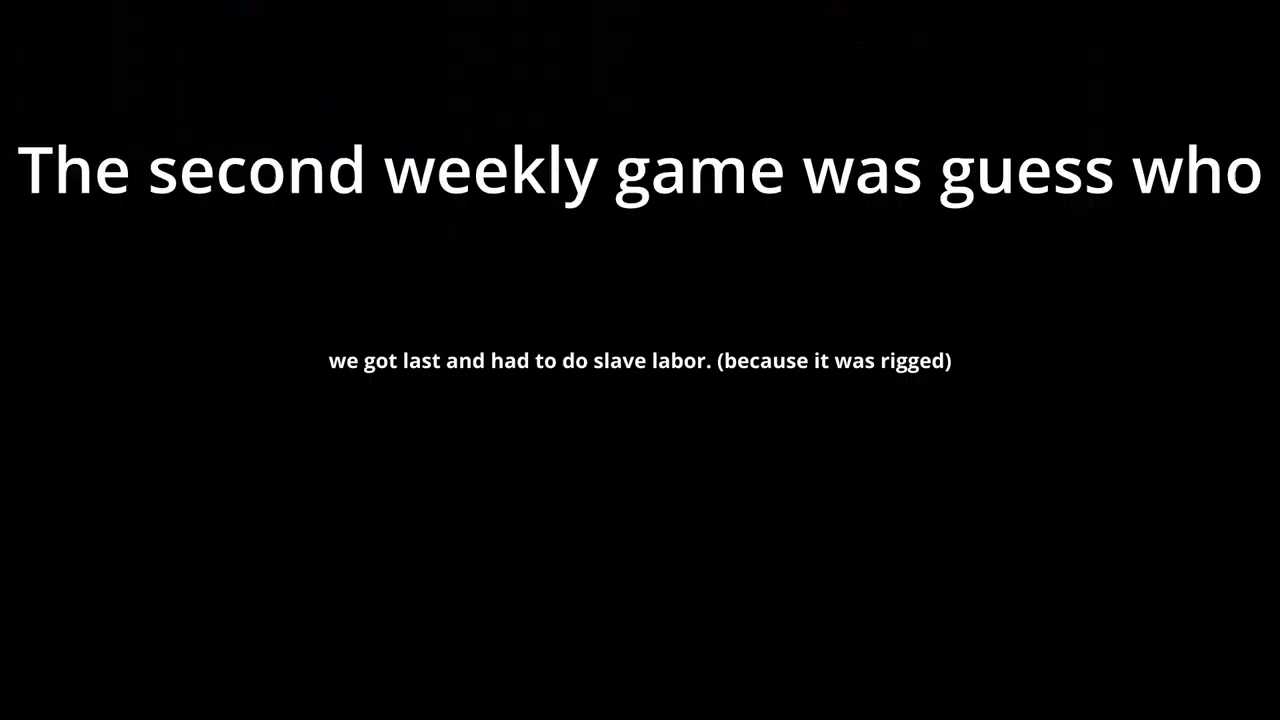 The second weekly game was guess who
we got last and had to do slave labor. (because it was rigged)